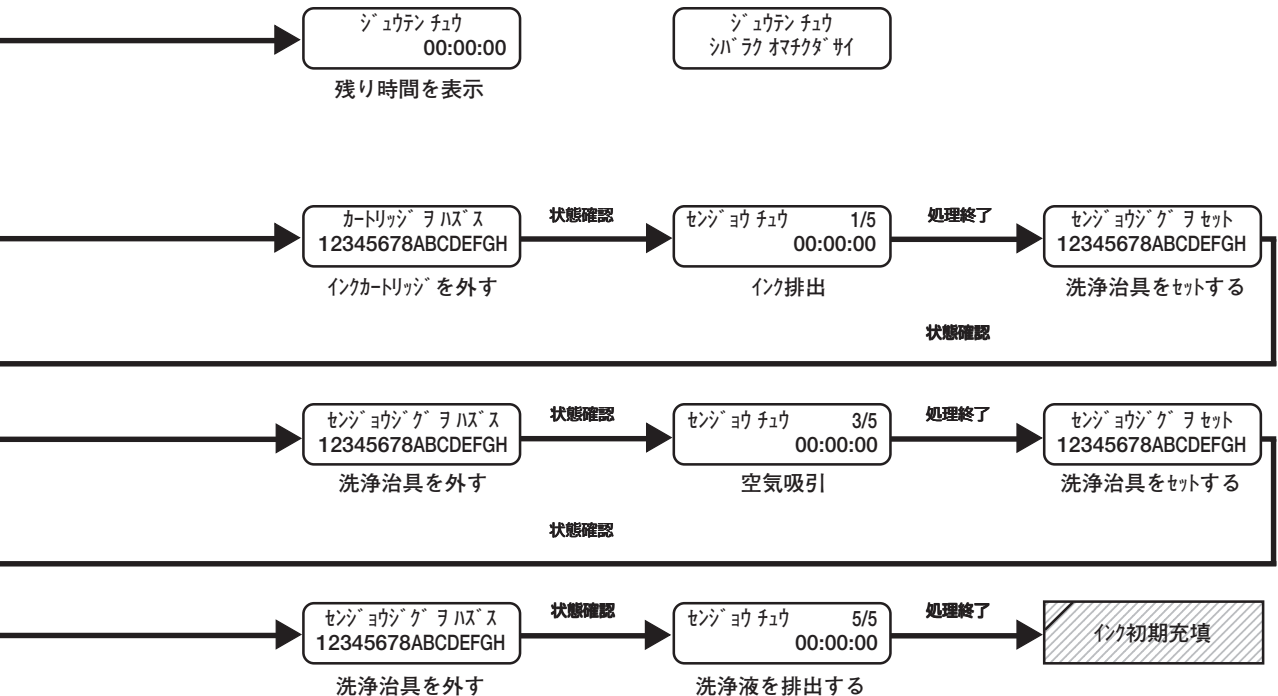 ｼﾞｭｳﾃﾝ ﾁｭｳ
00:00:00
残り時間を表示
ｼﾞｭｳﾃﾝ ﾁｭｳ
ｼﾊﾞﾗｸ ｵﾏﾁｸﾀﾞｻｲ
ｶｰﾄﾘｯｼﾞ ｦ ﾊｽﾞｽ
12345678ABCDEFGH
ｲﾝｸｶｰﾄﾘｯｼﾞを外す
状態確認
ｾﾝｼﾞｮｳ ﾁｭｳ 1/5
00:00:00
ｲﾝｸ排出
処理終了
ｾﾝｼﾞｮｳｼﾞｸﾞ ｦ ｾｯﾄ
12345678ABCDEFGH
洗浄治具をｾｯﾄする
状態確認
ｾﾝｼﾞｮｳｼﾞｸﾞ ｦ ﾊｽﾞｽ
12345678ABCDEFGH
洗浄治具を外す
状態確認
ｾﾝｼﾞｮｳ ﾁｭｳ 3/5
00:00:00
空気吸引
処理終了
ｾﾝｼﾞｮｳｼﾞｸﾞ ｦ ｾｯﾄ
12345678ABCDEFGH
洗浄治具をｾｯﾄする
状態確認
ｾﾝｼﾞｮｳｼﾞｸﾞ ｦ ﾊｽﾞｽ
12345678ABCDEFGH
洗浄治具を外す
状態確認
ｾﾝｼﾞｮｳ ﾁｭｳ 5/5
00:00:00
洗浄液を排出する
処理終了
ｲﾝｸ初期充填